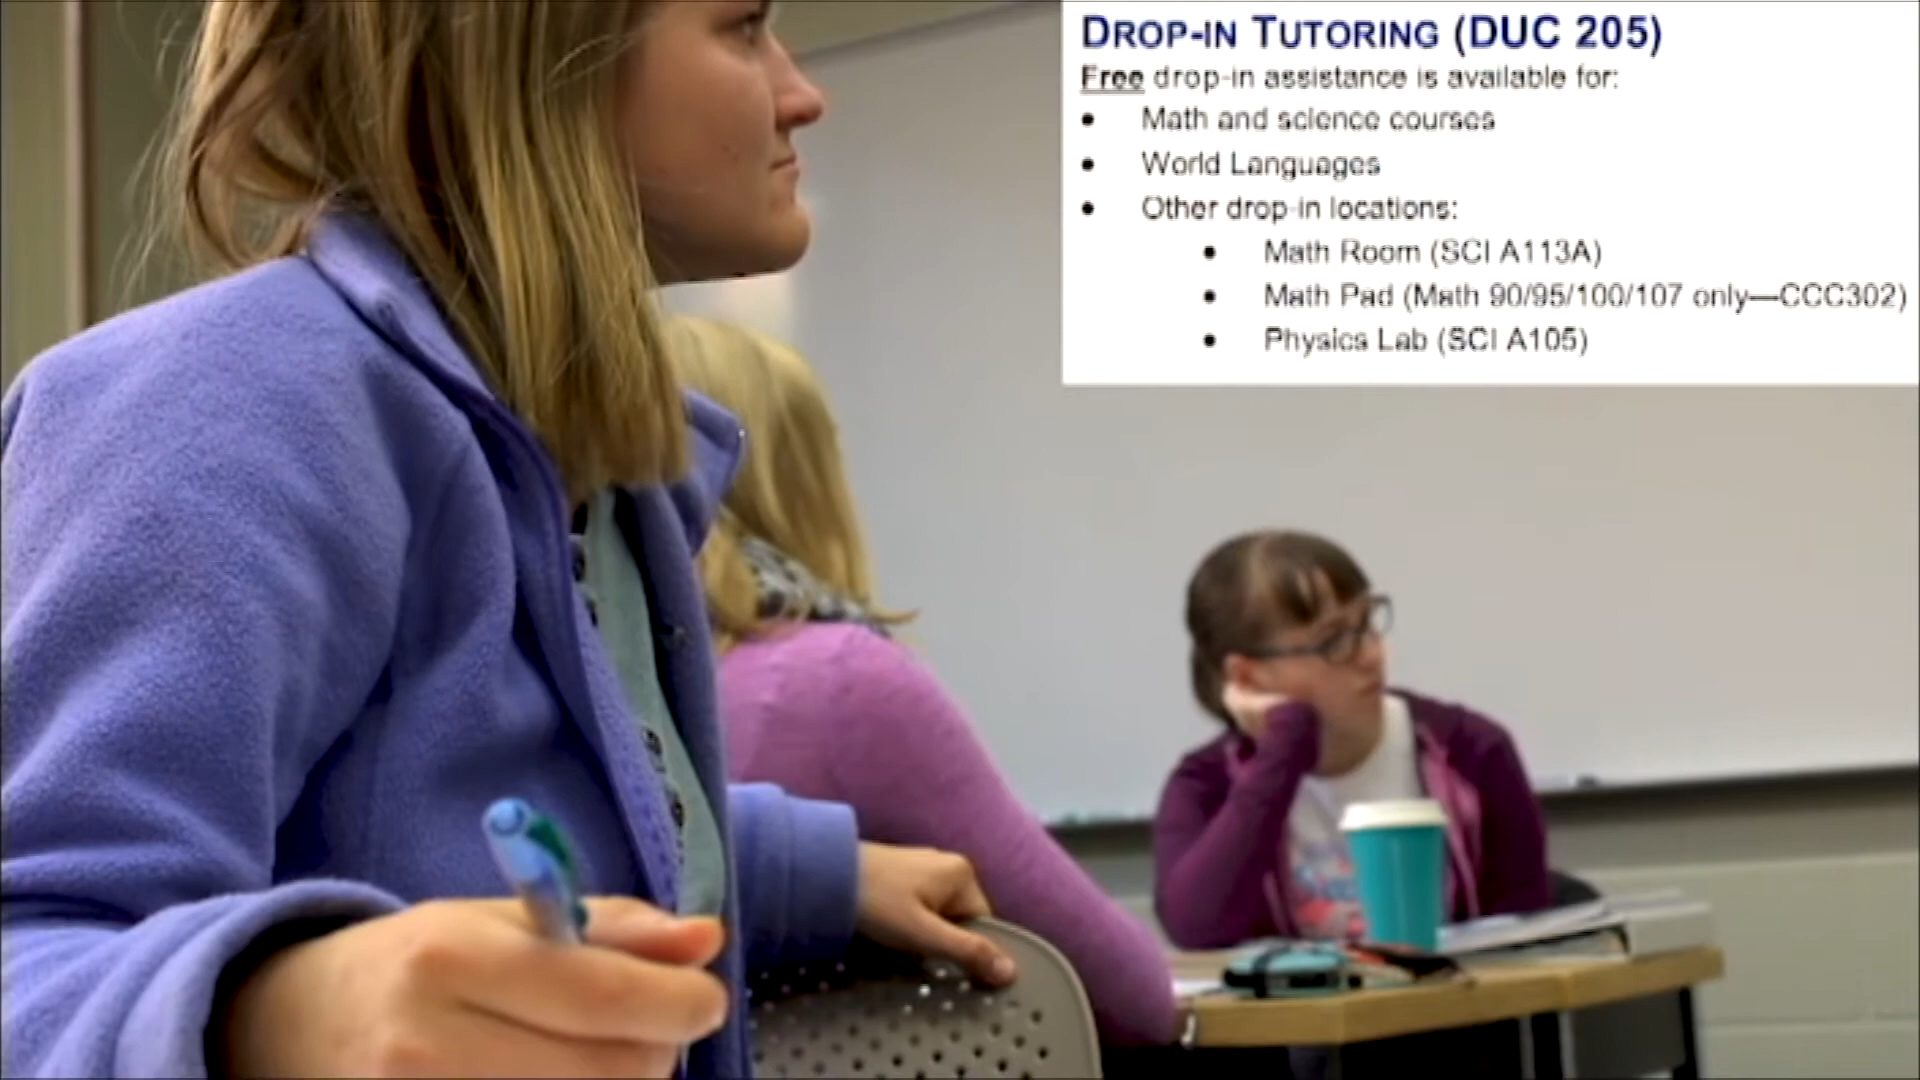 DROP-IN TUTORING (DUC 205)
Free drop-in assistance is available for:
• Math and science courses
• World Languages
• Other drop-in locations:
• Math Room (SCI A113A)
• Math Pad (Math 90/95/100/107 only—CCC302)
• Physics Lab (SCI A105)